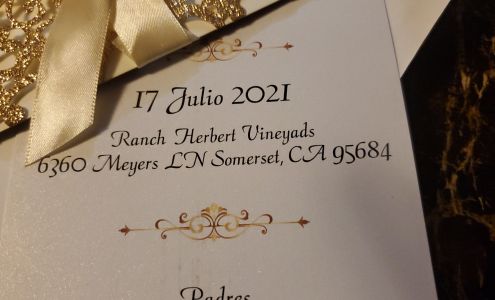 17 Julio 2021
Ranch Herbert Vineyads
6360 Meyers LN Somerset, CA 95684
Padres